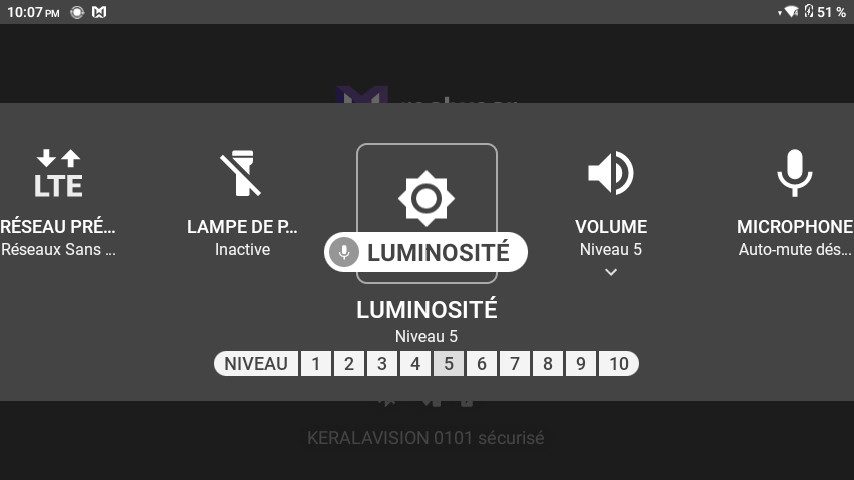 10:07 PM
51 %
LTE
RÉSEAU PRÉ…
Réseaux Sans …
LAMPE DE P…
Inactive
LUMINOSITÉ
VOLUME
Niveau 5
MICROPHONE
Auto-mute dés…
LUMINOSITÉ
Niveau 5
NIVEAU 1 2 3 4 5 6 7 8 9 10
KERALAVISION 0101 sécurisé